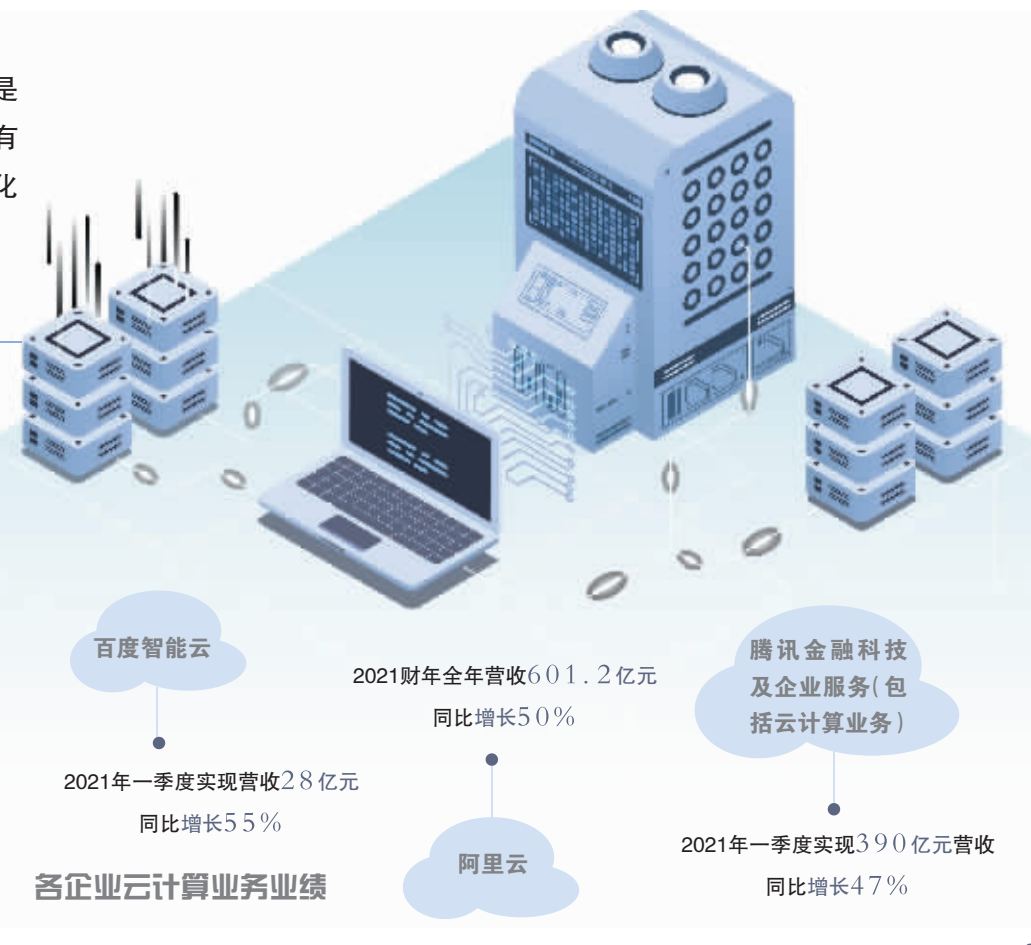 是
有
化
百度智能云
2021年一季度实现营收28亿元
同比增长55%
2021财年全年营收601.2亿元
同比增长50%
阿里云
腾讯金融科技
及企业服务(包
括云计算业务)
2021年一季度实现390亿元营收
同比增长47%
各企业云计算业务业绩